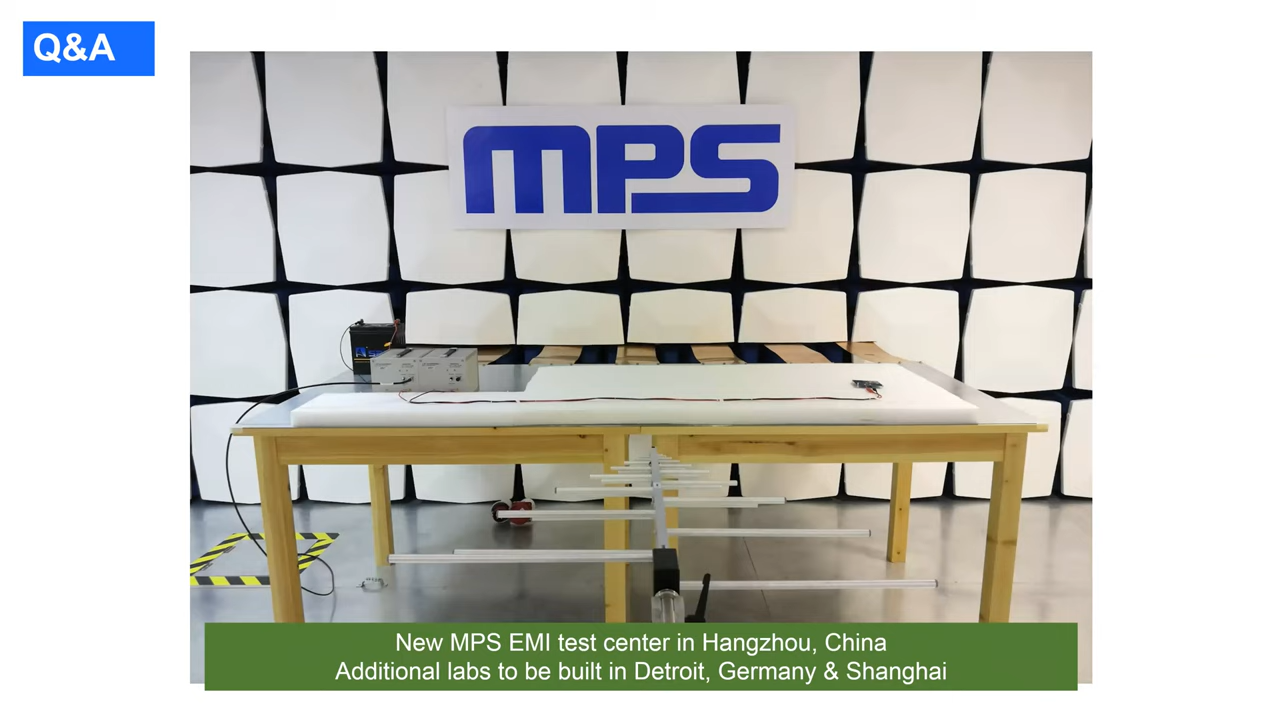 Q&A
MPS
New MPS EMI test center in Hangzhou, China
Additional labs to be built in Detroit, Germany & Shanghai